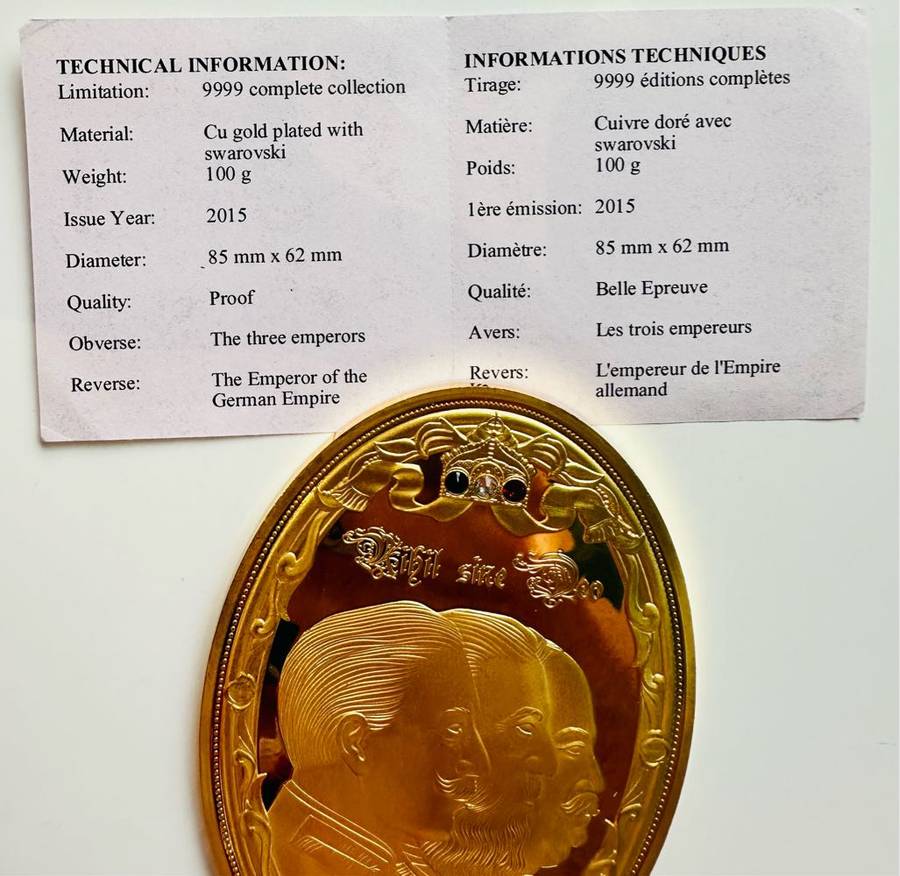 TECHNICAL INFORMATION:
Limitation: 9999 complete collection
Material: Cu gold plated with
swarovski
Weight: 100 g
Issue Year: 2015
Diameter: 85 mm x 62 mm
Quality: Proof
Obverse: The three emperors
Reverse: The Emperor of the
German Empire
INFORMATIONS TECHNIQUES
Tirage: 9999 éditions complètes
Matière: Cuivre doré avec
swarovski
Poids: 100 g
1ère émission: 2015
Diamètre: 85 mm x 62 mm
Qualité: Belle Epreuve
Avers: Les trois empereurs
Revers: L'empereur de l'Empire
allemand
Nihil sine Deo